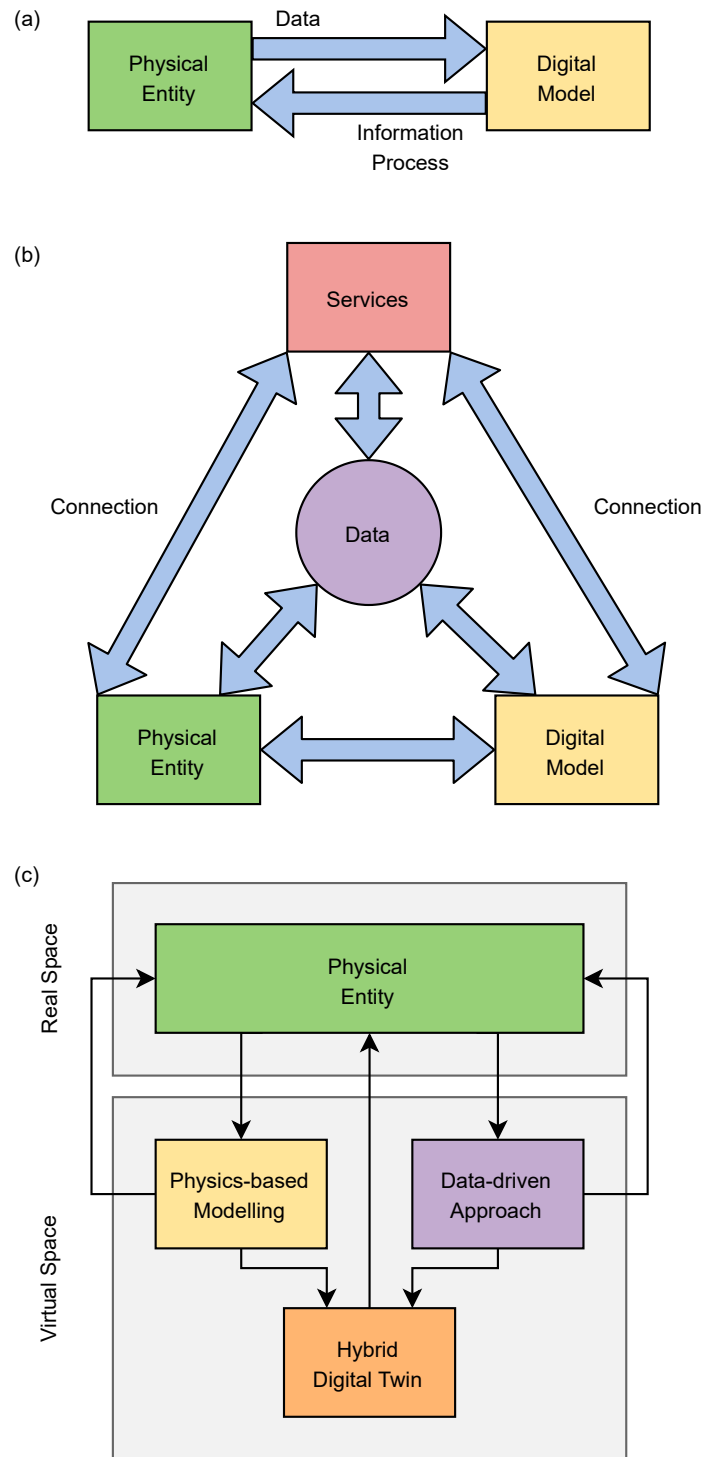 (a)
Data
Physical
Entity
Digital
Model
Information
Process
(b)
Services
Connection
Connection
Data
Physical
Entity
Digital
Model
(c)
Real Space
Physical
Entity
Virtual Space
Physics-based
Modelling
Data-driven
Approach
Hybrid
Digital Twin